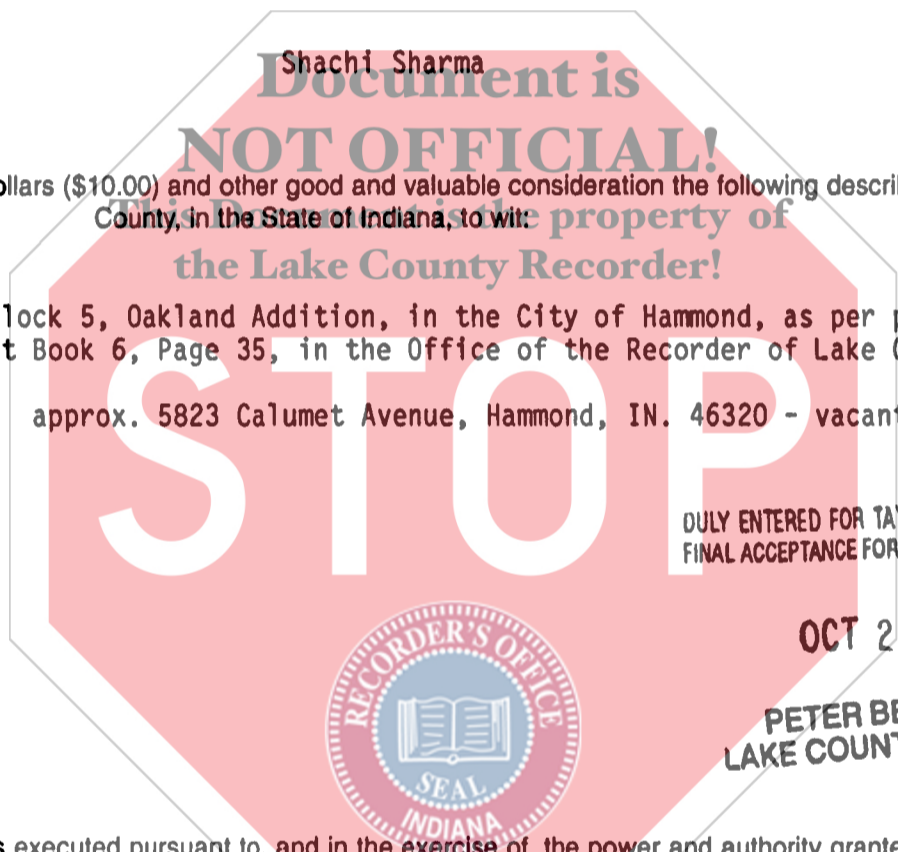 Shachi Sharma
Document is
NOT OFFICIAL!
ollars ($10.00) and other good and valuable consideration the following descri
This Document is the property of
County, in the State of Indiana, to wit:
the Lake County Recorder!
lock 5, Oakland Addition, in the City of Hammond, as per
t Book 6, Page 35, in the Office of the Recorder of Lake
approx. 5823 Calumet Avenue, Hammond, IN. 46320 - vacant
STOP
DULY ENTERED FOR TA
FINAL ACCEPTANCE FOR
OCT 2
RECORDER'S OFFICE
PETER BE
LAKE COUNT
SEAL
INDIANA
s executed pursuant to, and in the exercise of, the power and authority grante